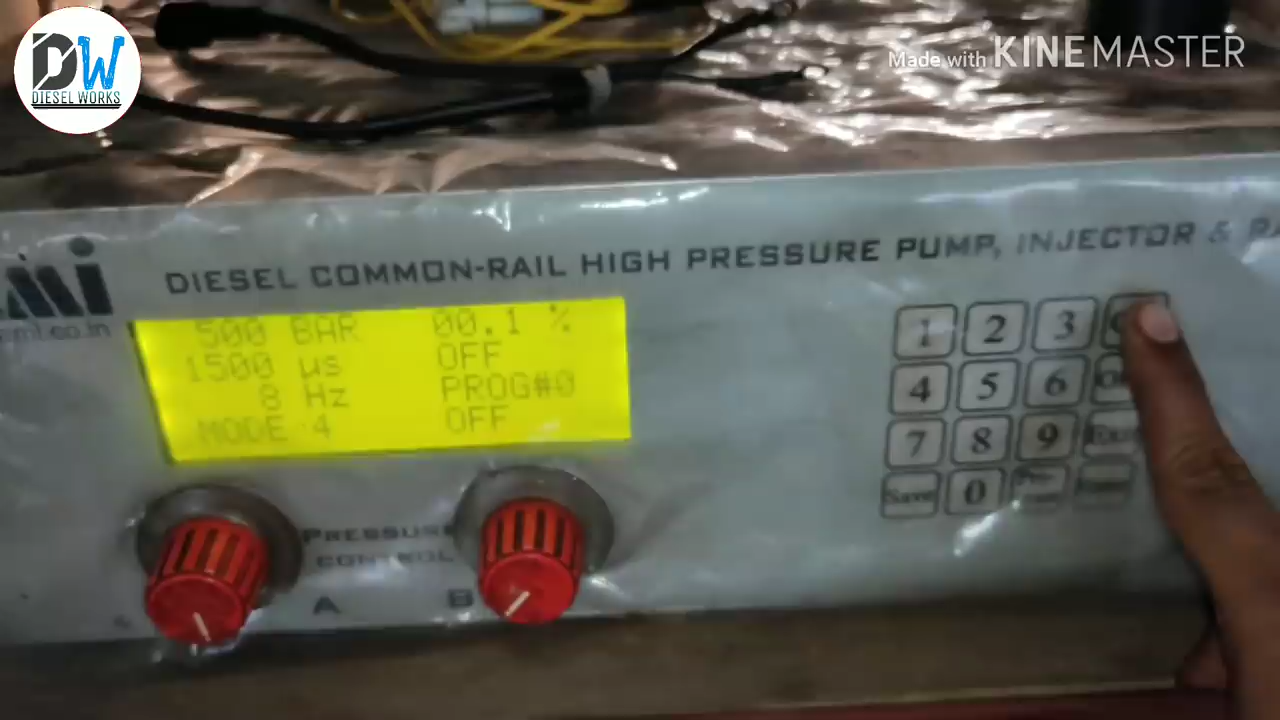 DW
DIESEL WORKS
Made with KINEMASTER
DIESEL COMMON-RAIL HIGH PRESSURE PUMP, INJECTOR &
500 BAR 00.1 %
1500 µs OFF
8 Hz PROG#0
MODE 4 OFF
1 2 3
4 5 6
7 8 9
Save 0
PRESSURE
CONTROL
A B